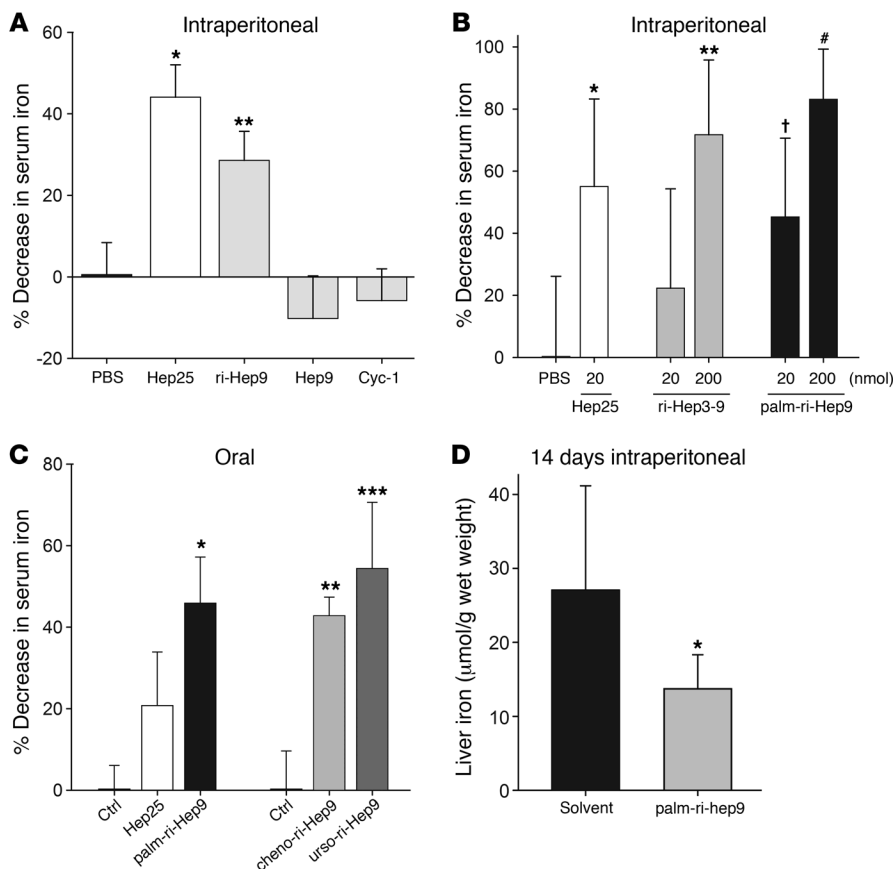 A
Intraperitoneal
% Decrease in serum iron
60
40
20
0
-20
*
**
PBS Hep25 ri-Hep9 Hep9 Cyc-1
B
Intraperitoneal
% Decrease in serum iron
100
80
60
40
20
0
*
**
†
#
PBS 20 20 200 20 200 (nmol)
Hep25 ri-Hep3-9 palm-ri-Hep9
C
Oral
% Decrease in serum iron
80
60
40
20
0
*
**
***
Ctrl Hep25 palm-ri-Hep9 Ctrl cheno-ri-Hep9 urso-ri-Hep9
D
14 days intraperitoneal
Liver iron (μmol/g wet weight)
40
30
20
10
0
*
Solvent palm-ri-hep9